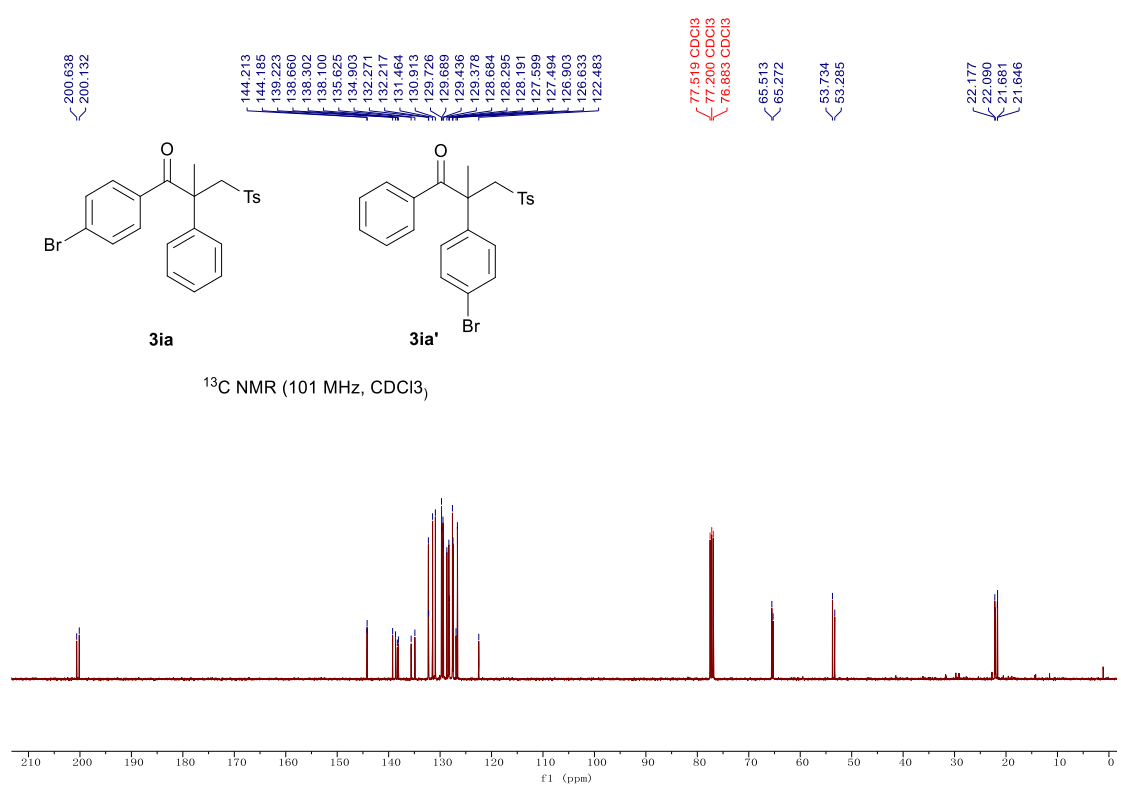 200.638
200.132
144.213
144.185
139.223
138.660
138.302
138.100
135.625
134.903
132.271
132.217
131.464
130.913
129.726
129.689
129.436
129.378
128.684
128.295
128.191
127.599
127.494
126.903
126.633
122.483
77.519 CDCl3
77.200 CDCl3
76.883 CDCl3
65.513
65.272
53.734
53.285
22.177
22.090
21.681
21.646
O
Ts
Br
3ia
O
Ts
Br
3ia'
13C NMR (101 MHz, CDCl3)
210 200 190 180 170 160 150 140 130 120 110 100 90 80 70 60 50 40 30 20 10 0
f1 (ppm)